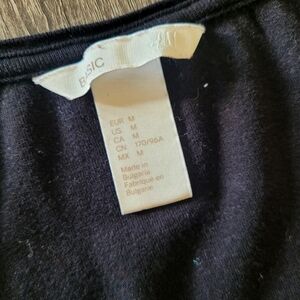 BASIC
H&M
EUR M
US M
CA M
CN 170/96A
MX M
Made in
Bulgaria
Fabriqué en
Bulgarie